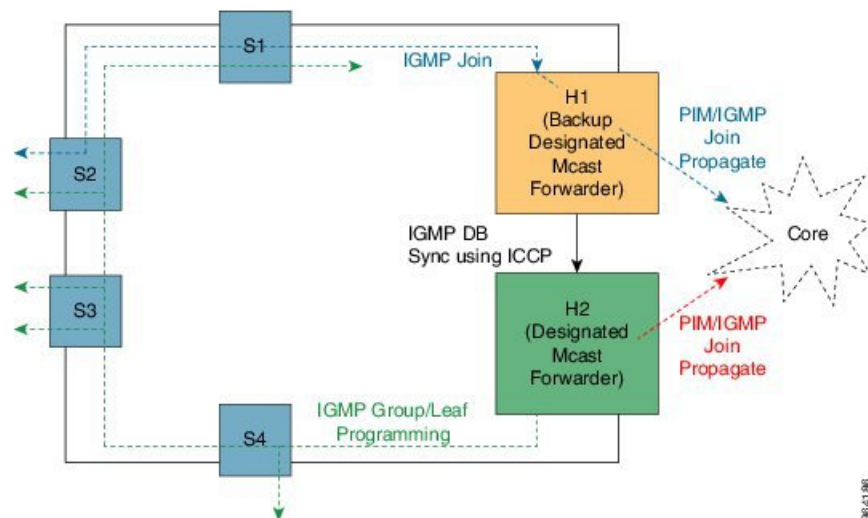 S1
IGMP Join
H1
(Backup
Designated
Mcast
Forwarder)
PIM/IGMP
Join
Propagate
S2
Core
IGMP DB
Sync using ICCP
S3
H2
(Designated
Mcast
Forwarder)
PIM/IGMP
Join
Propagate
IGMP Group/Leaf
Programming
S4